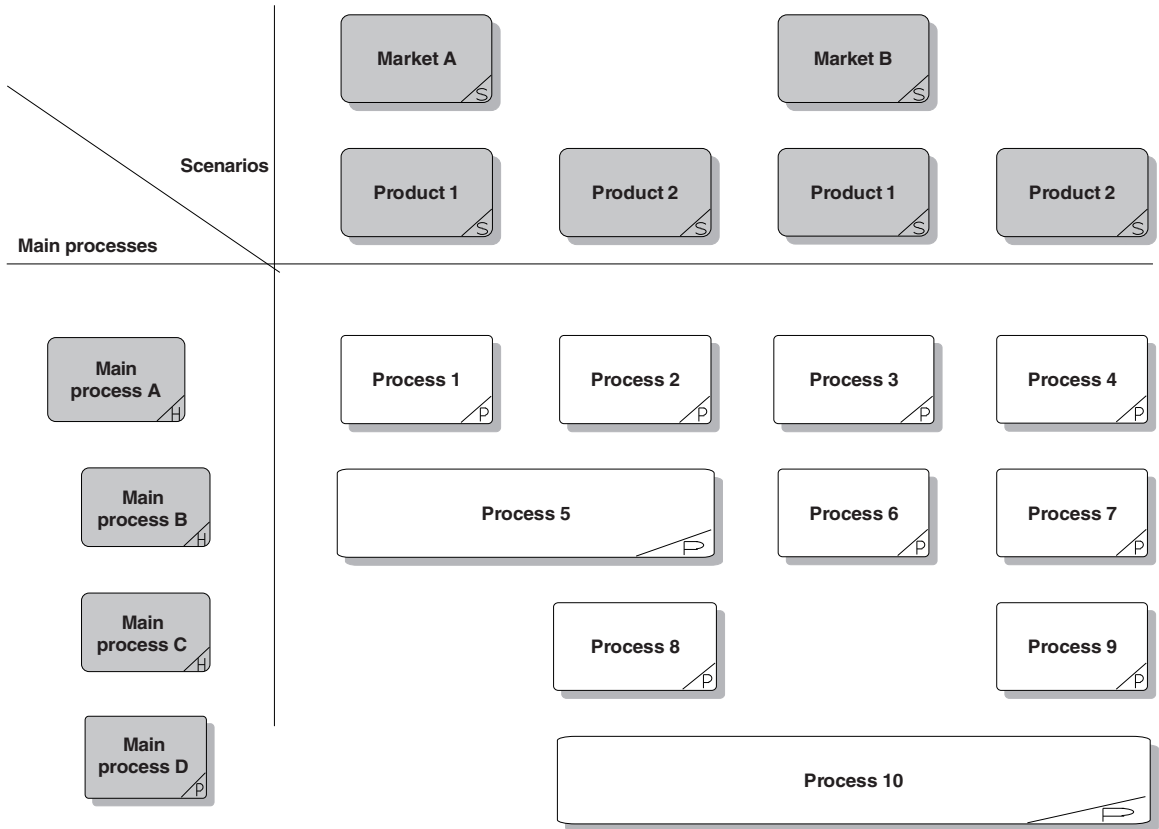 Market A
S
Market B
S
Scenarios
Product 1
S
Product 2
S
Product 1
S
Product 2
S
Main processes
Main
process A
H
Process 1
P
Process 2
P
Process 3
P
Process 4
P
Main
process B
H
Process 5
P
Process 6
P
Process 7
P
Main
process C
H
Process 8
P
Process 9
P
Main
process D
P
Process 10
P